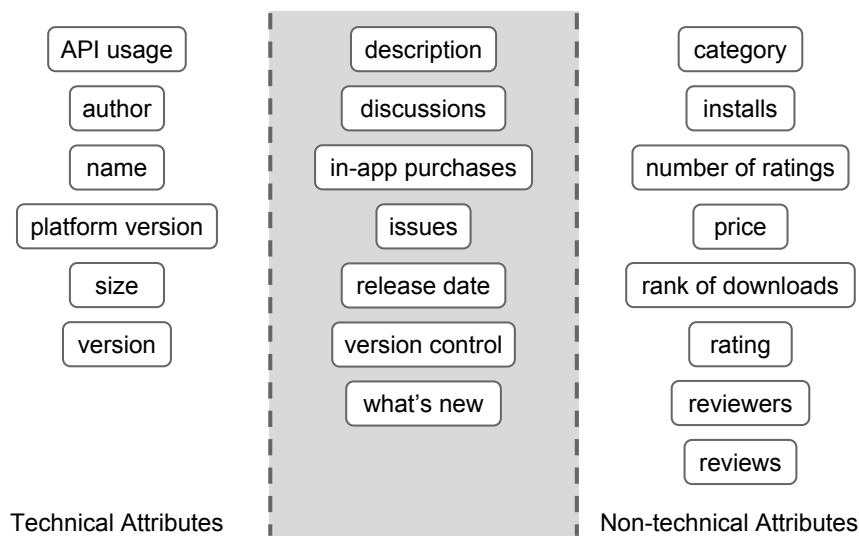 API usage
author
name
platform version
size
version
Technical Attributes
description
discussions
in-app purchases
issues
release date
version control
what's new
category
installs
number of ratings
price
rank of downloads
rating
reviewers
reviews
Non-technical Attributes